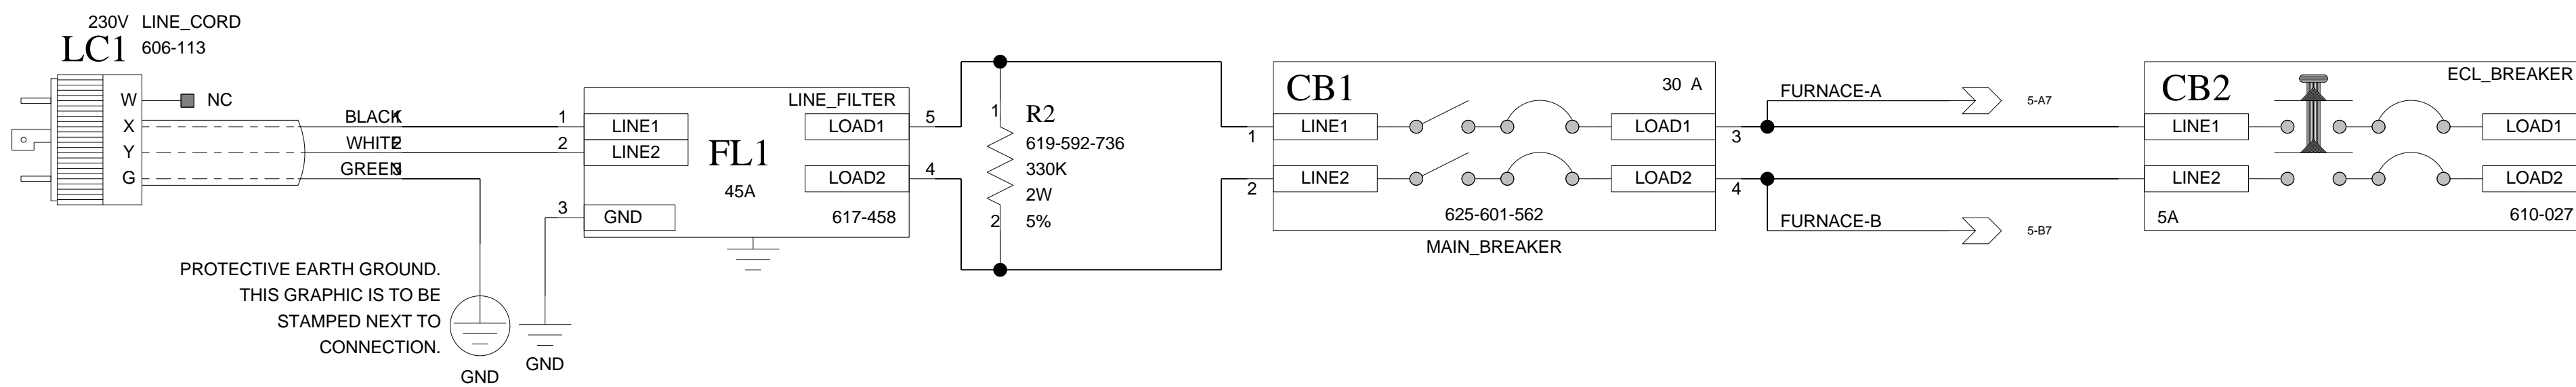 230V LINE_CORD
LC1 606-113
W NC
X BLACK 1
Y WHITE 2
G GREEN 3
PROTECTIVE EARTH GROUND.
THIS GRAPHIC IS TO BE
STAMPED NEXT TO
CONNECTION.
GND
GND
LINE_FILTER
1 LINE1 LOAD1 5
2 LINE2 FL1 LOAD2 4
45A
3 GND 617-458
1
R2
619-592-736
330K
2W
2 5%
CB1 30 A
1 LINE1 LOAD1 3
2 LINE2 LOAD2 4
625-601-562
MAIN_BREAKER
FURNACE-A 5-A7
FURNACE-B 5-B7
CB2 ECL_BREAKER
LINE1 LOAD1
LINE2 LOAD2
5A 610-027